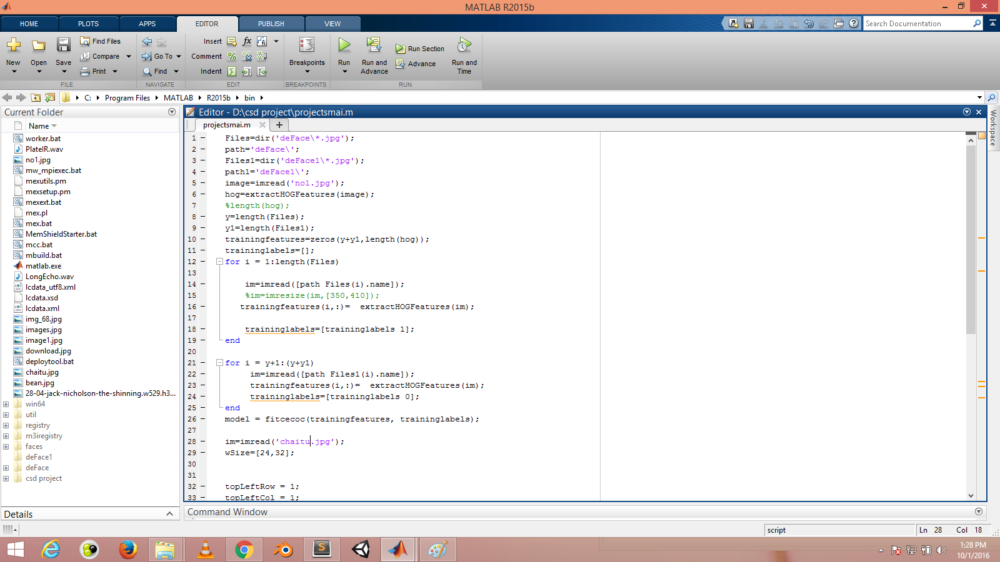 MATLAB R2015b
HOME PLOTS APPS EDITOR PUBLISH VIEW
Search Documentation
New
Open
Save
Find Files
Compare
Print
FILE
Go To
Find
NAVIGATE
Insert fx
Comment
Indent
EDIT
Breakpoints
BREAKPOINTS
Run
Run and
Advance
Run Section
Advance
Run and
Time
RUN
C: Program Files MATLAB R2015b bin
Current Folder
Name
worker.bat
PlateIR.wav
no1.jpg
mw_mpiexec.bat
mexutils.pm
mexsetup.pm
mexext.bat
mex.pl
mex.bat
MemShieldStarter.bat
mcc.bat
mbuild.bat
matlab.exe
LongEcho.wav
lcdata_utf8.xml
lcdata.xsd
lcdata.xml
img_68.jpg
images.jpg
image1.jpg
download.jpg
deploytool.bat
chaitu.jpg
bean.jpg
28-04-jack-nicholson-the-shinning.w529.h3...
win64
util
registry
m3iregistry
faces
deFace1
deFace
csd project
Details
Editor - D:\csd project\projectsmai.m
projectsmai.m
1 Files=dir('deFace\*.jpg');
2 path='deFace\';
3 Files1=dir('deFace1\*.jpg');
4 path1='deFace1\';
5 image=imread('no1.jpg');
6 hog=extractHOGFeatures(image);
7 %length(hog);
8 y=length(Files);
9 y1=length(Files1);
10 trainingfeatures=zeros(y+y1,length(hog));
11 traininglabels=[];
12 for i = 1:length(Files)
13
14 im=imread([path Files(i).name]);
15 %im=imresize(im,[350,410]);
16 trainingfeatures(i,:)= extractHOGFeatures(im);
17
18 traininglabels=[traininglabels 1];
19 end
20
21 for i = y+1:(y+y1)
22 im=imread([path Files1(i).name]);
23 trainingfeatures(i,:)= extractHOGFeatures(im);
24 traininglabels=[traininglabels 0];
25 end
26 model = fitcecoc(trainingfeatures, traininglabels);
27
28 im=imread('chaitu.jpg');
29 wSize=[24,32];
30
31
32 topLeftRow = 1;
33 topLeftCol = 1;
Workspace
Command Window
script
Ln 28 Col 18
1:28 PM
10/1/2016